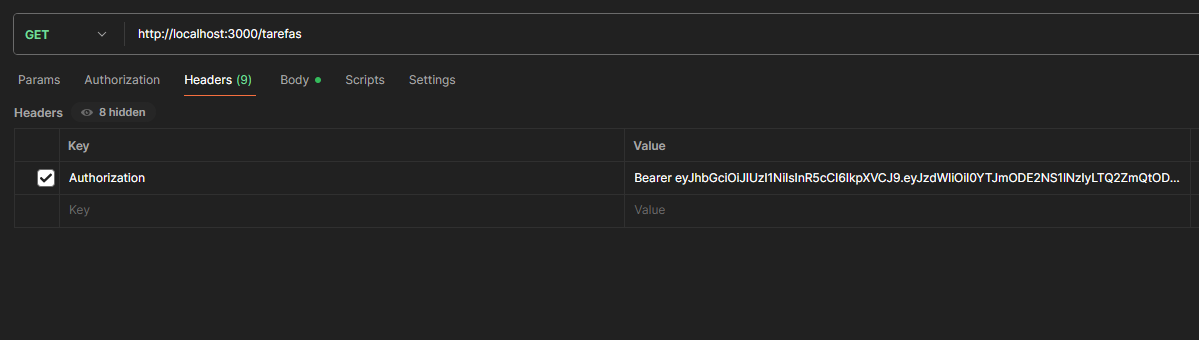 GET http://localhost:3000/tarefas
Params Authorization Headers (9) Body Scripts Settings
Headers 8 hidden
Key Value
Authorization Bearer eyJhbGciOiJIUzI1NiIsInR5cCI6IkpXVCJ9.eyJzdWIiOiI0YTJmODE2NS1lNzIyLTQ2ZmQtOD...
Key Value